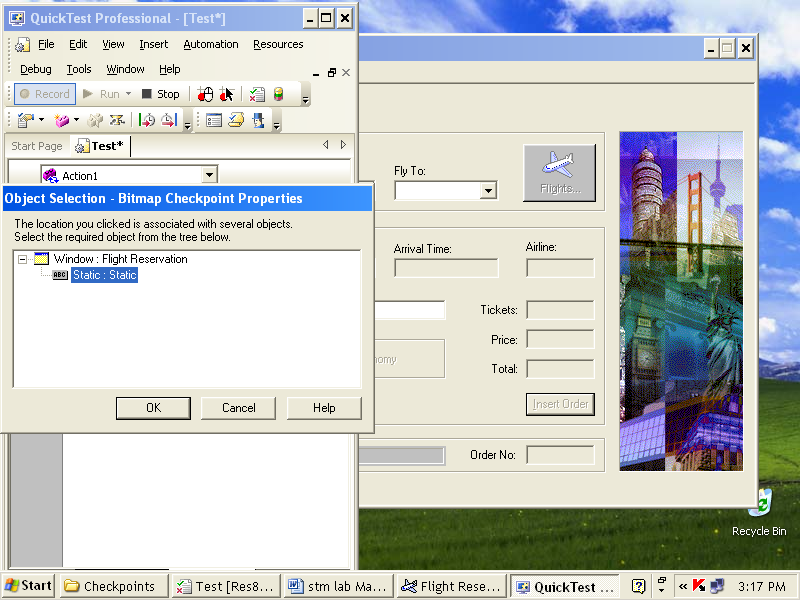 QuickTest Professional - [Test*]
File Edit View Insert Automation Resources
Debug Tools Window Help
Record Run Stop
Start Page Test*
Action1
Object Selection - Bitmap Checkpoint Properties
The location you clicked is associated with several objects.
Select the required object from the tree below.
Window : Flight Reservation
ABC Static : Static
OK Cancel Help
Fly To:
Flights...
Arrival Time: Airline:
Tickets:
Price:
nomy
Total:
Insert Order
Order No:
Recycle Bin
Start Checkpoints Test [Res8... stm lab Ma... Flight Rese... QuickTest ... « 3:17 PM